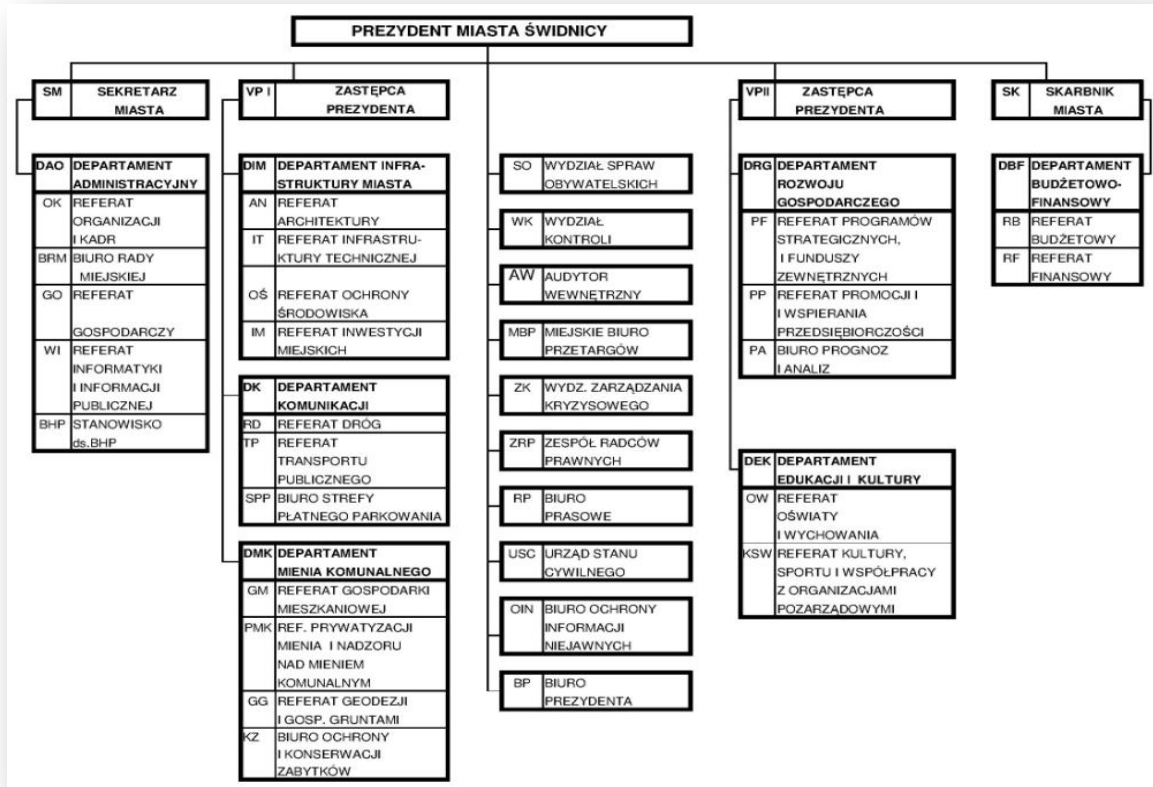 PREZYDENT MIASTA ŚWIDNICY
SM SEKRETARZ
MIASTA
DAO DEPARTAMENT
ADMINISTRACYJNY
OK REFERAT
ORGANIZACJI
I KADR
BRM BIURO RADY
MIEJSKIEJ
GO REFERAT
GOSPODARCZY
WI REFERAT
INFORMATYKI
I INFORMACJI
PUBLICZNEJ
BHP STANOWISKO
ds.BHP
VP I ZASTĘPCA
PREZYDENTA
DIM DEPARTAMENT INFRA-
STRUKTURY MIASTA
AN REFERAT
ARCHITEKTURY
IT REFERAT INFRASTRU-
KTURY TECHNICZNEJ
OŚ REFERAT OCHRONY
ŚRODOWISKA
IM REFERAT INWESTYCJI
MIEJSKICH
DK DEPARTAMENT
KOMUNIKACJI
RD REFERAT DRÓG
TP REFERAT
TRANSPORTU
PUBLICZNEGO
SPP BIURO STREFY
PŁATNEGO PARKOWANIA
DMK DEPARTAMENT
MIENIA KOMUNALNEGO
GM REFERAT GOSPODARKI
MIESZKANIOWEJ
PMK REF. PRYWATYZACJI
MIENIA I NADZORU
NAD MIENIEM
KOMUNALNYM
GG REFERAT GEODEZJI
I GOSP. GRUNTAMI
KZ BIURO OCHRONY
I KONSERWACJI
ZABYTKÓW
SO WYDZIAŁ SPRAW
OBYWATELSKICH
WK WYDZIAŁ
KONTROLI
AW AUDYTOR
WEWNĘTRZNY
MBP MIEJSKIE BIURO
PRZETARGÓW
ZK WYDZ. ZARZĄDZANIA
KRYZYSOWEGO
ZRP ZESPÓŁ RADCÓW
PRAWNYCH
RP BIURO
PRASOWE
USC URZĄD STANU
CYWILNEGO
OIN BIURO OCHRONY
INFORMACJI
NIEJAWNYCH
BP BIURO
PREZYDENTA
VPII ZASTĘPCA
PREZYDENTA
DRG DEPARTAMENT
ROZWOJU
GOSPODARCZEGO
PF REFERAT PROGRAMÓW
STRATEGICZNYCH,
I FUNDUSZY
ZEWNĘTRZNYCH
PP REFERAT PROMOCJI I
I WSPIERANIA
PRZEDSIĘBIORCZOŚCI
PA BIURO PROGNOZ
I ANALIZ
DEK DEPARTAMENT
EDUKACJI I KULTURY
OW REFERAT
OŚWIATY
I WYCHOWANIA
KSW REFERAT KULTURY,
SPORTU I WSPÓŁPRACY
Z ORGANIZACJAMI
POZARZĄDOWYMI
SK SKARBNIK
MIASTA
DBF DEPARTAMENT
BUDŻETOWO-
FINANSOWY
RB REFERAT
BUDŻETOWY
RF REFERAT
FINANSOWY